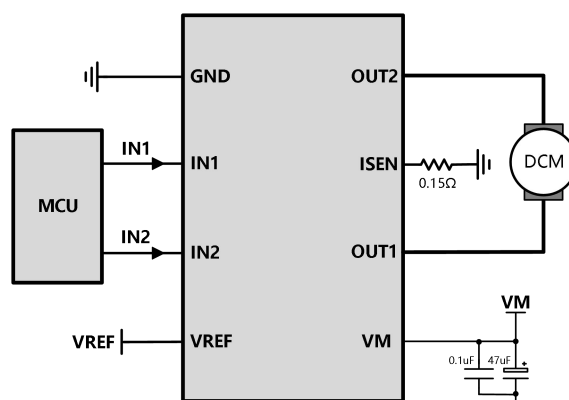 GND
OUT2
IN1
IN1
ISEN
0.15Ω
DCM
MCU
IN2
IN2
OUT1
VM
VREF
VREF
VM
0.1uF
47uF
+